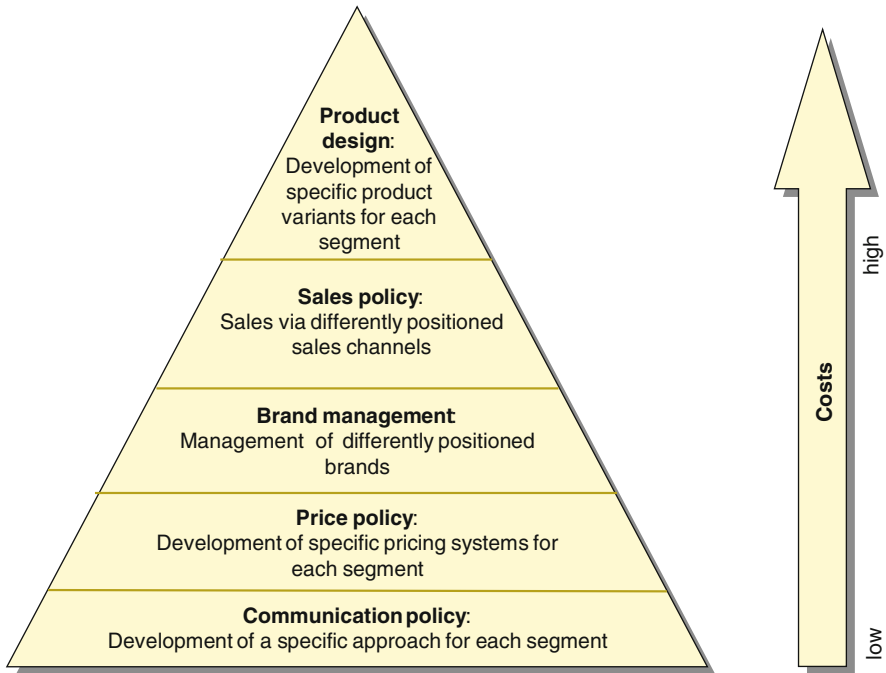 Product
design:
Development of
specific product
variants for each
segment
Sales policy:
Sales via differently positioned
sales channels
Brand management
Management of differently positioned
brands
Price policy:
Development of specific pricing systems for
each segment
Communication policy:
Development of a specific approach for each segment
high
Costs
low